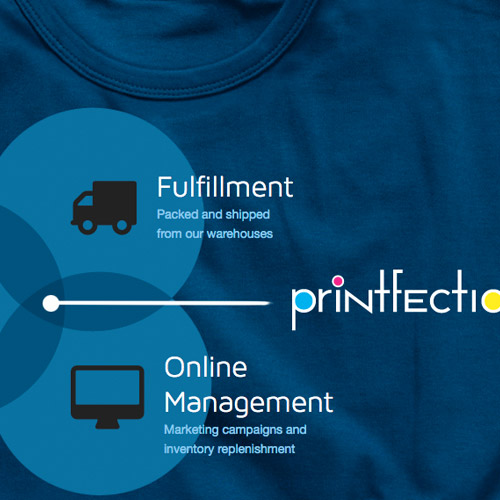 Fulfillment
Packed and shipped
from our warehouses
printfectio
Online
Management
Marketing campaigns and
inventory replenishment